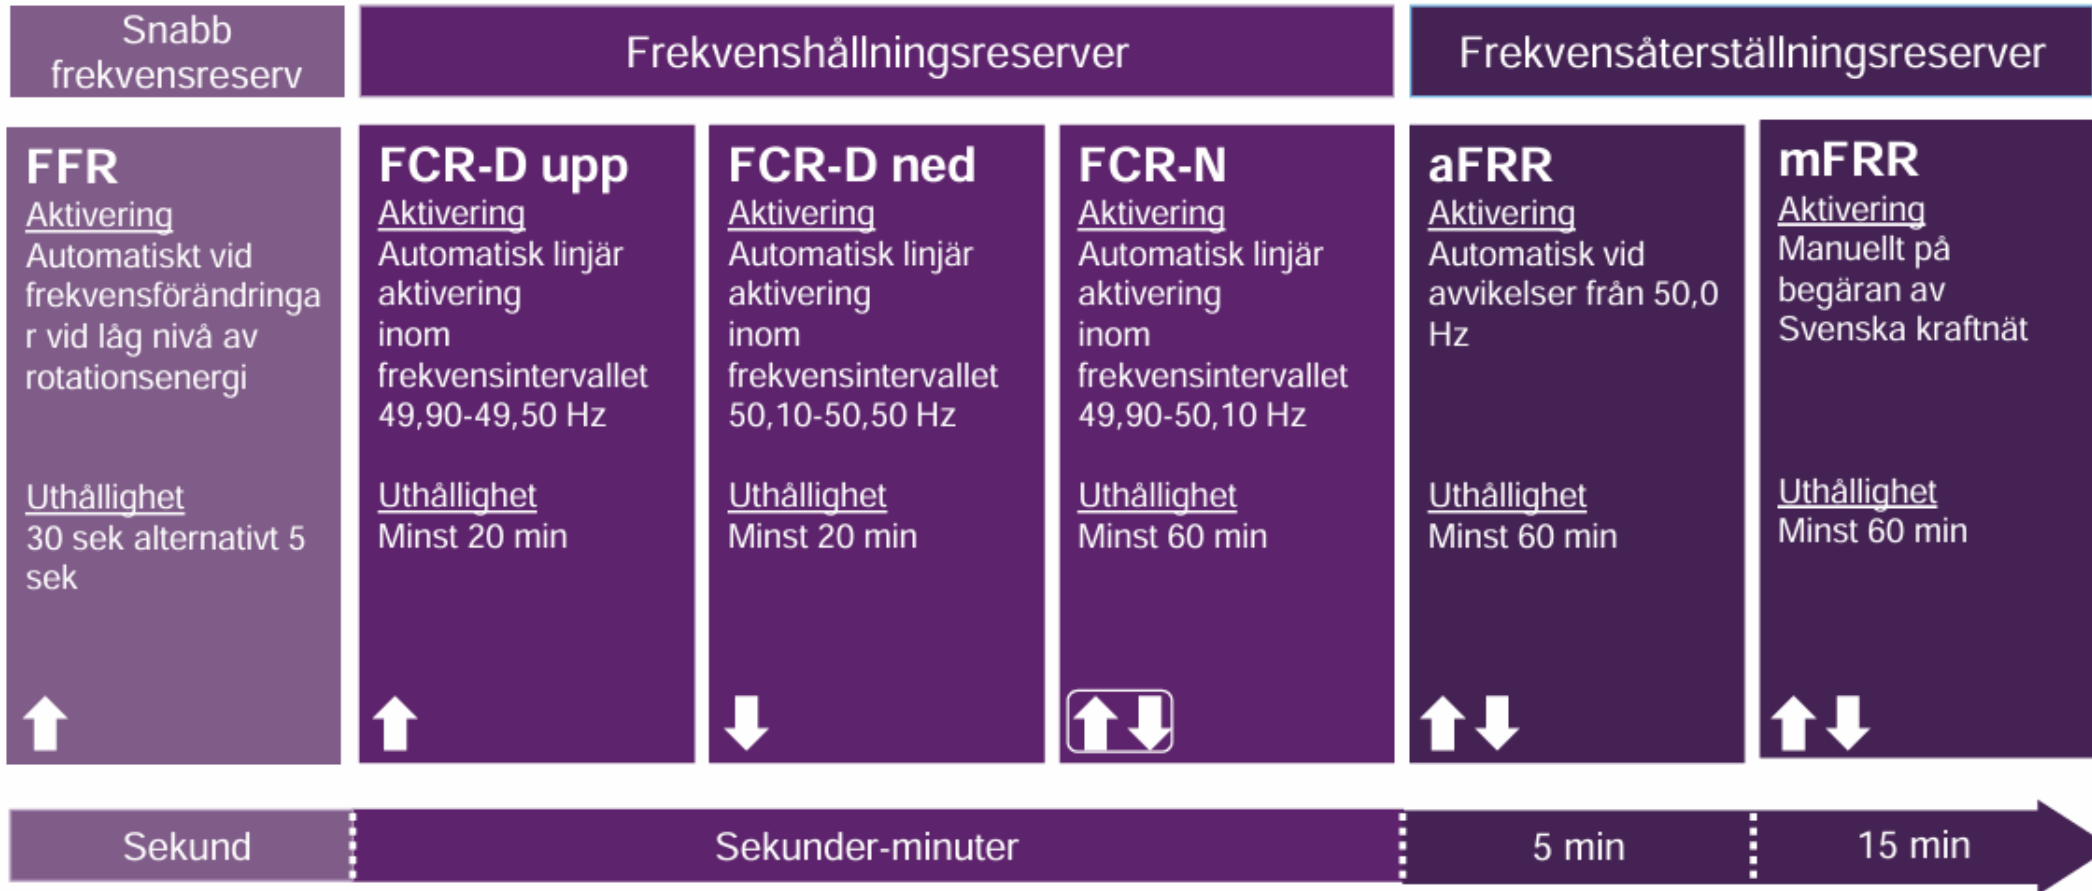 Snabb
frekvensreserv
Frekvenshållningsreserver
Frekvensåterställningsreserver
FFR
Aktivering
Automatiskt vid
frekvensförändringa
r vid låg nivå av
rotationsenergi
Uthållighet
30 sek alternativt 5
sek
FCR-D upp
Aktivering
Automatisk linjär
aktivering
inom
frekvensintervallet
49,90-49,50 Hz
Uthållighet
Minst 20 min
FCR-D ned
Aktivering
Automatisk linjär
aktivering
inom
frekvensintervallet
50,10-50,50 Hz
Uthållighet
Minst 20 min
FCR-N
Aktivering
Automatisk linjär
aktivering
inom
frekvensintervallet
49,90-50,10 Hz
Uthållighet
Minst 60 min
aFRR
Aktivering
Automatisk vid
avvikelser från 50,0
Hz
Uthållighet
Minst 60 min
mFRR
Aktivering
Manuellt på
begäran av
Svenska kraftnät
Uthållighet
Minst 60 min
Sekund
Sekunder-minuter
5 min
15 min